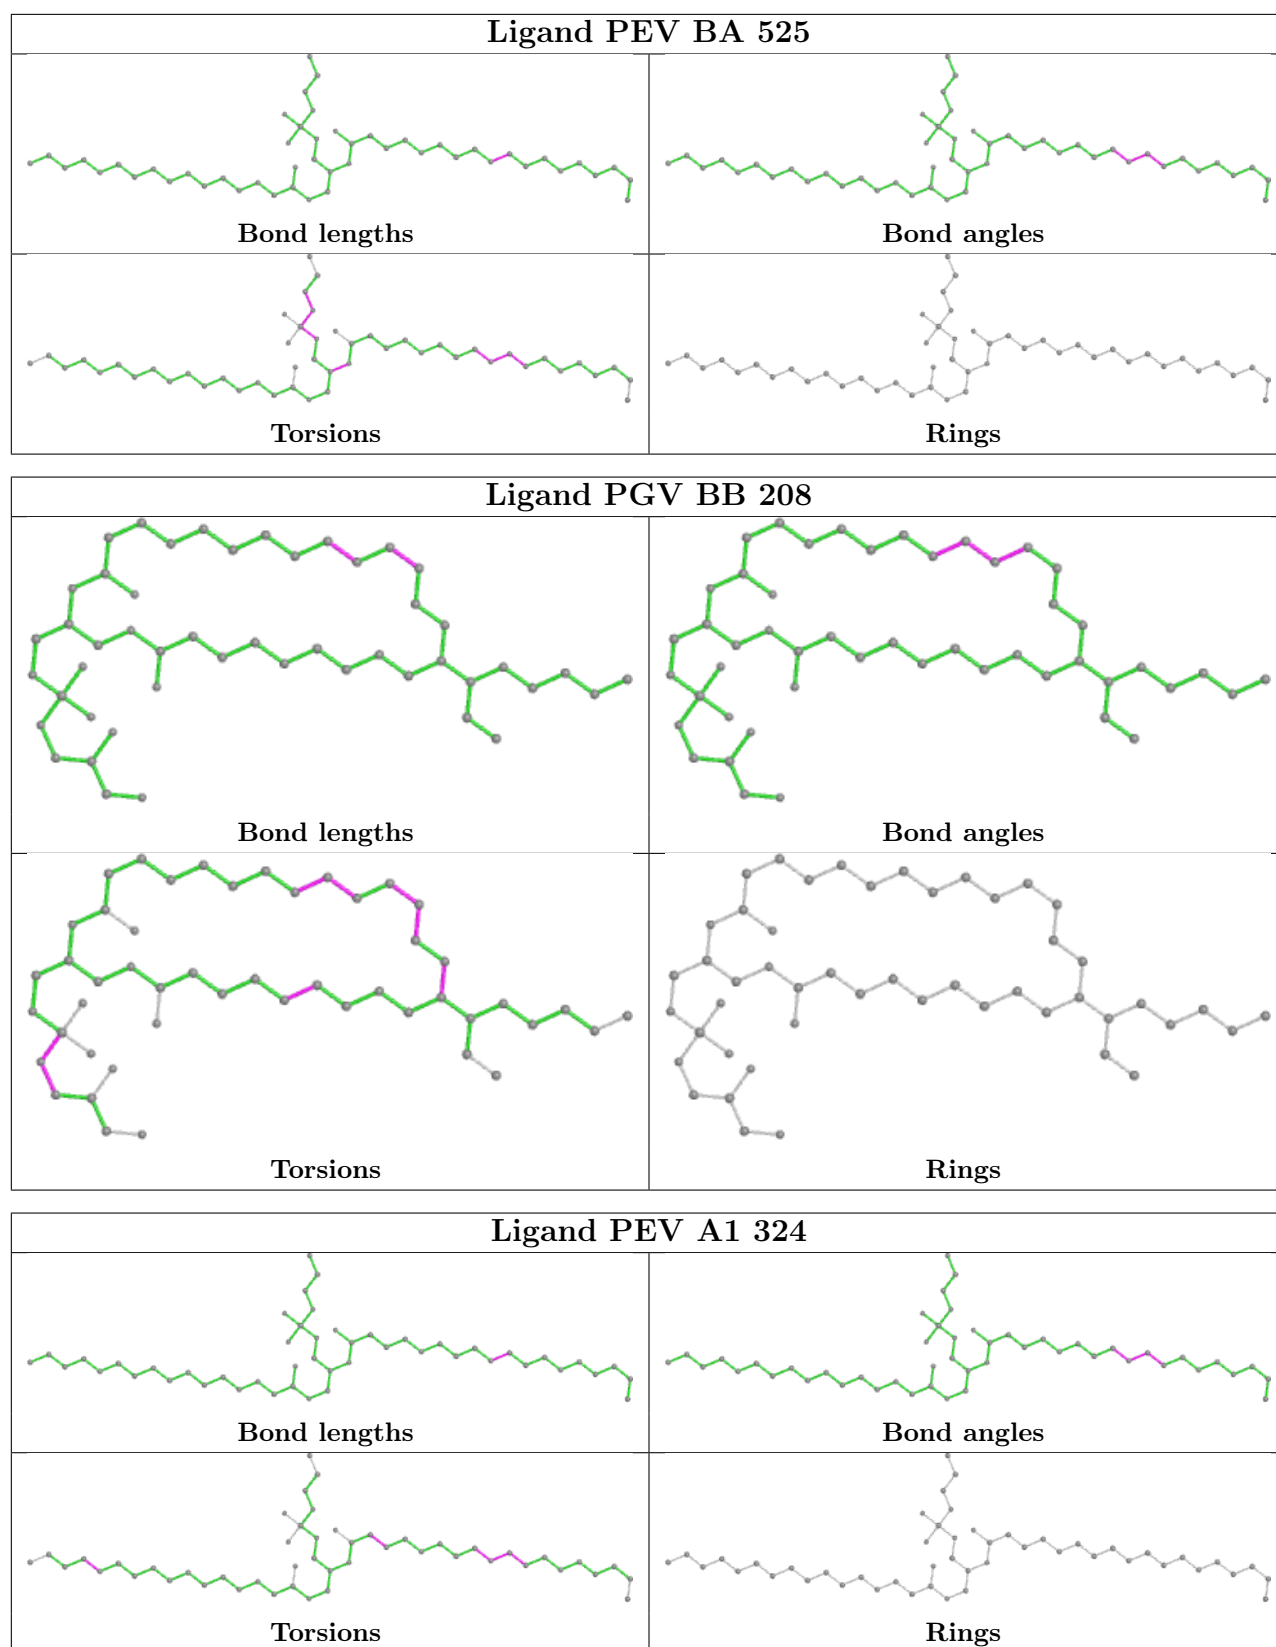 Ligand PEV BA 525
Bond lengths
Bond angles
Torsions
Rings
Ligand PGV BB 208
Bond lengths
Bond angles
Torsions
Rings
Ligand PEV A1 324
Bond lengths
Bond angles
Torsions
Rings